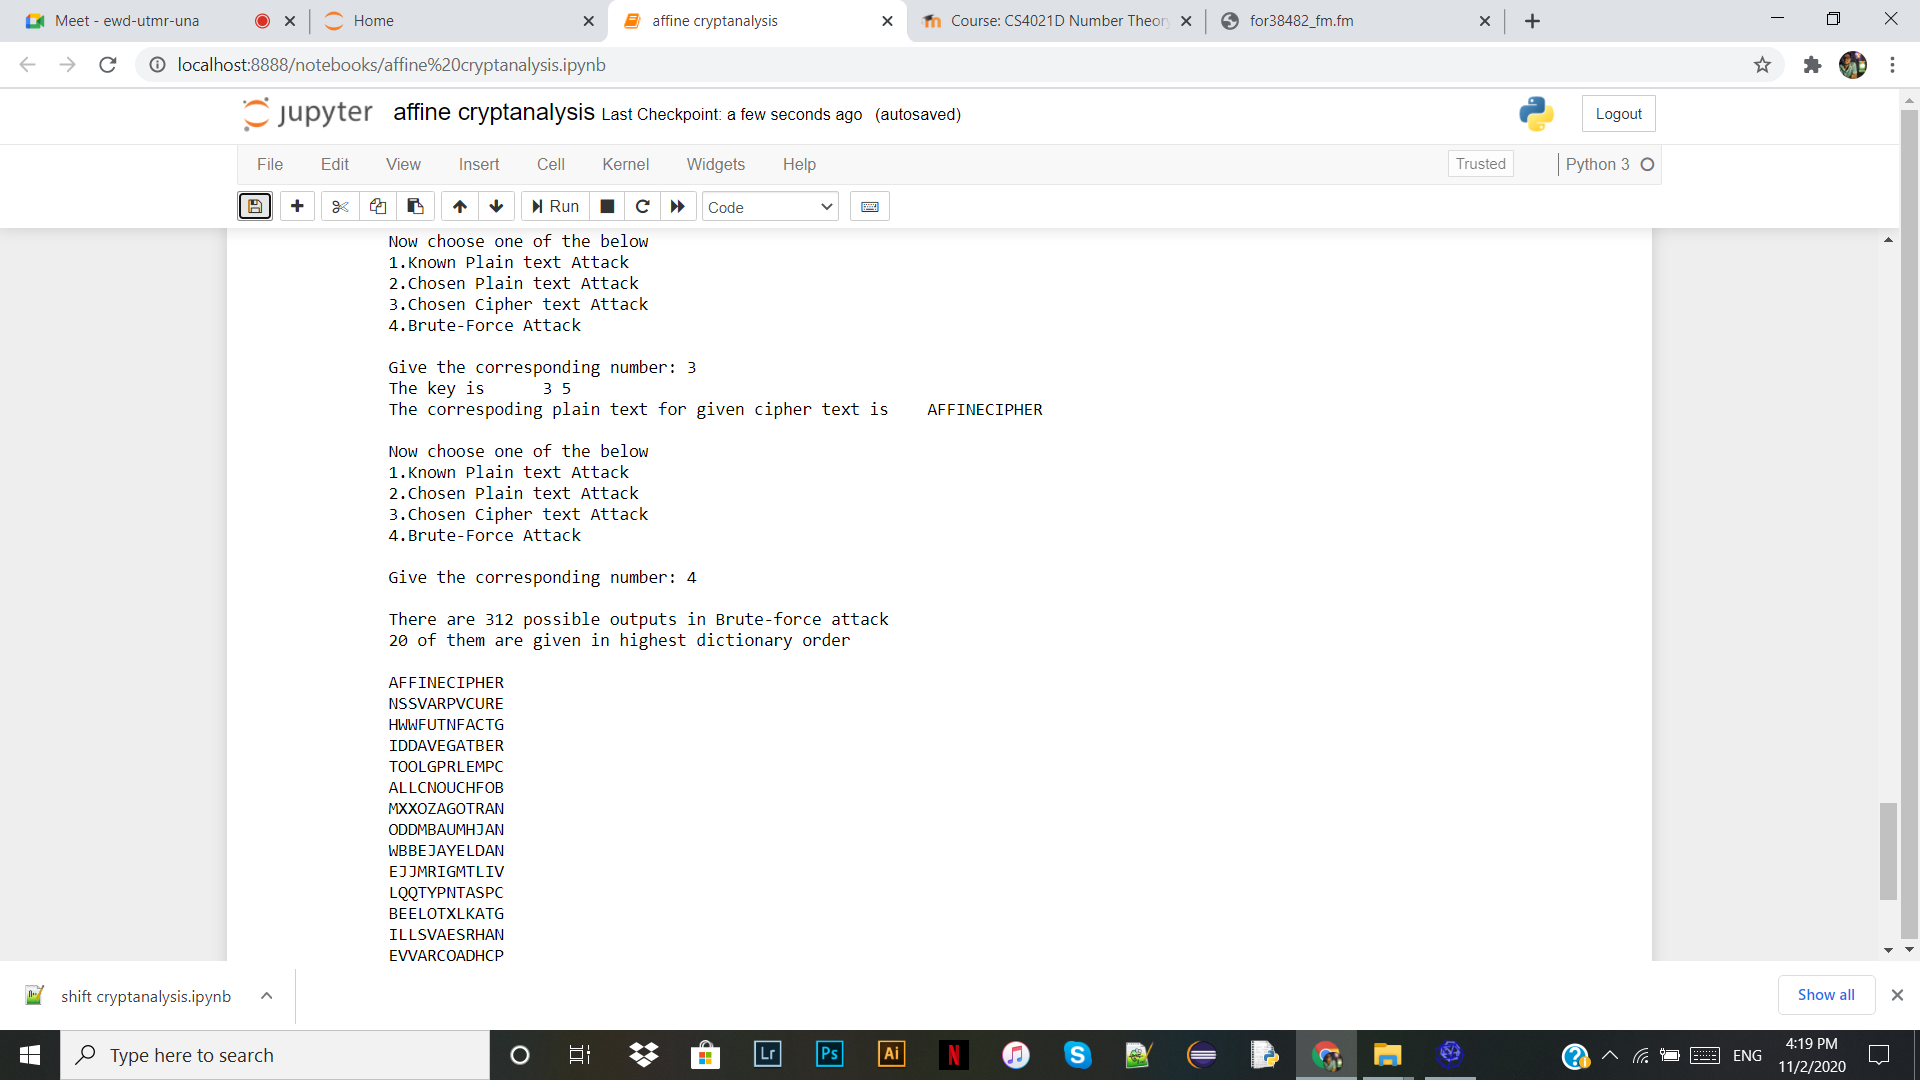 Meet - ewd-utmr-una
Home
affine cryptanalysis
Course: CS4021D Number Theory
for38482_fm.fm
localhost:8888/notebooks/affine%20cryptanalysis.ipynb
jupyter affine cryptanalysis Last Checkpoint: a few seconds ago (autosaved)
Logout
File Edit View Insert Cell Kernel Widgets Help
Trusted
Python 3
Run
Code
Now choose one of the below
1.Known Plain text Attack
2.Chosen Plain text Attack
3.Chosen Cipher text Attack
4.Brute-Force Attack
Give the corresponding number: 3
The key is 3 5
The correspoding plain text for given cipher text is AFFINECIPHER
Now choose one of the below
1.Known Plain text Attack
2.Chosen Plain text Attack
3.Chosen Cipher text Attack
4.Brute-Force Attack
Give the corresponding number: 4
There are 312 possible outputs in Brute-force attack
20 of them are given in highest dictionary order
AFFINECIPHER
NSSVARPVCURE
HWWFUTNFACTG
IDDAVEGATBER
TOOLGPRLEMPC
ALLCNOUCHFOB
MXXOZAGOTRAN
ODDMBAUMHJAN
WBBEJAYELDAN
EJJMRIGMTLIV
LQQTYPNTASPC
BEELOTXLKATG
ILLSVAESRHAN
EVVARCOADHCP
shift cryptanalysis.ipynb
Show all
Type here to search
Lr
Ps
Ai
N
ENG
4:19 PM
11/2/2020